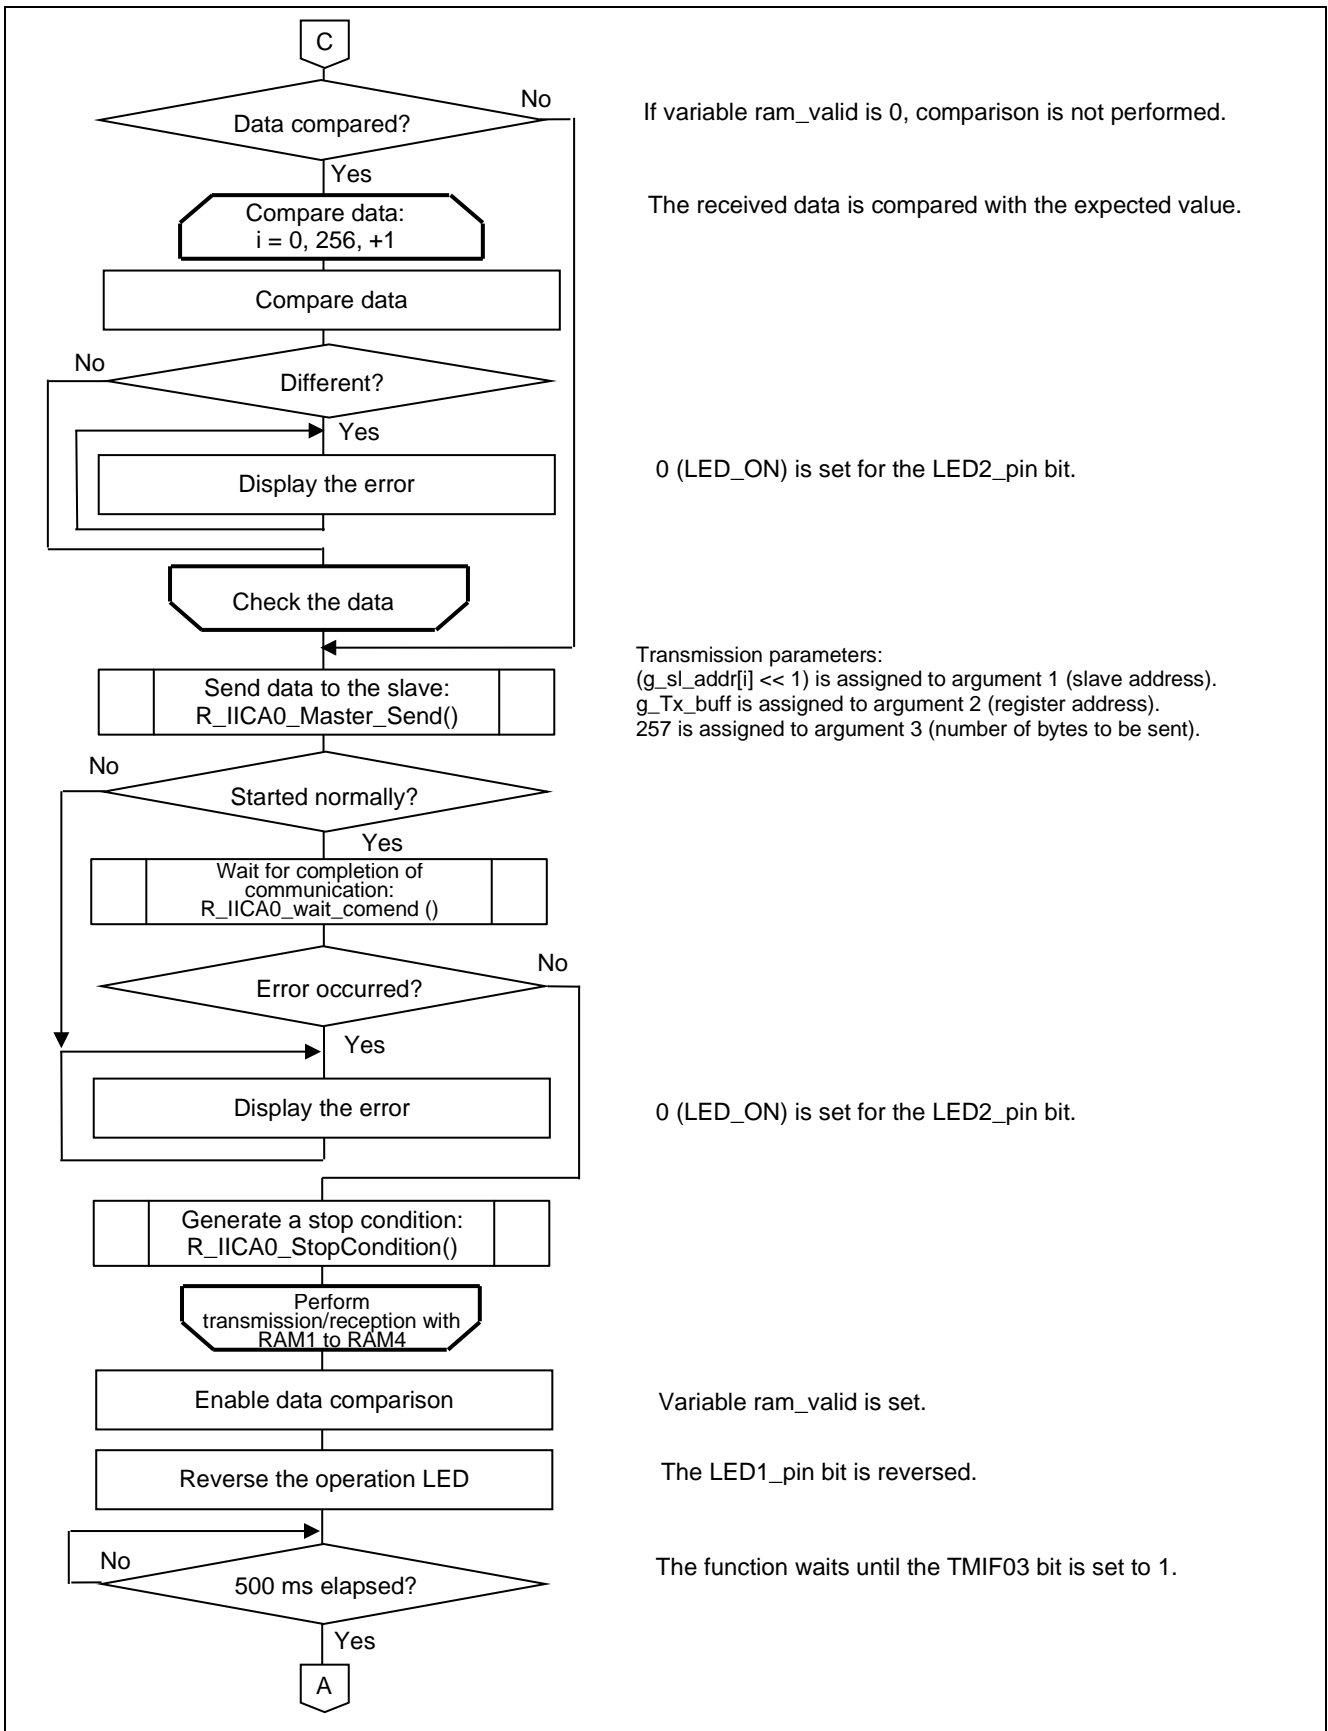 C
No
Data compared?
If variable ram_valid is 0, comparison is not performed.
Yes
Compare data:
i = 0, 256, +1
The received data is compared with the expected value.
Compare data
No
Different?
Yes
Display the error
0 (LED_ON) is set for the LED2_pin bit.
Check the data
Send data to the slave:
R_IICA0_Master_Send()
Transmission parameters:
(g_sl_addr[i] << 1) is assigned to argument 1 (slave address).
g_Tx_buff is assigned to argument 2 (register address).
257 is assigned to argument 3 (number of bytes to be sent).
No
Started normally?
Yes
Wait for completion of
communication:
R_IICA0_wait_comend ()
No
Error occurred?
Yes
Display the error
0 (LED_ON) is set for the LED2_pin bit.
Generate a stop condition:
R_IICA0_StopCondition()
Perform
transmission/reception with
RAM1 to RAM4
Enable data comparison
Variable ram_valid is set.
Reverse the operation LED
The LED1_pin bit is reversed.
No
500 ms elapsed?
The function waits until the TMIF03 bit is set to 1.
Yes
A